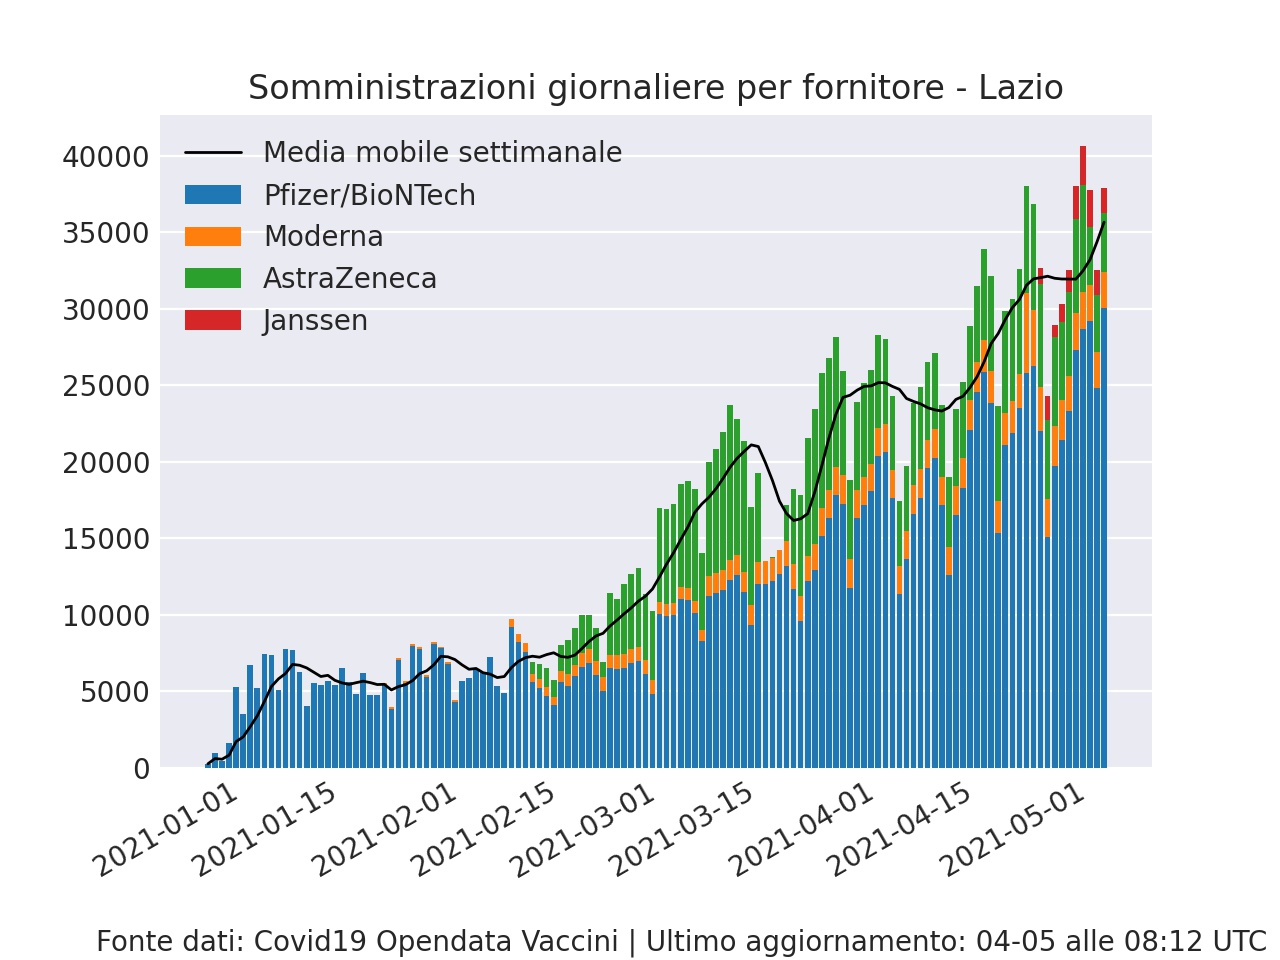 Somministrazioni giornaliere per fornitore - Lazio
Media mobile settimanale
Pfizer/BioNTech
Moderna
AstraZeneca
Janssen
40000
35000
30000
25000
20000
15000
10000
5000
0
2021-01-01
2021-01-15
2021-02-01
2021-02-15
2021-03-01
2021-03-15
2021-04-01
2021-04-15
2021-05-01
Fonte dati: Covid19 Opendata Vaccini | Ultimo aggiornamento: 04-05 alle 08:12 UTC